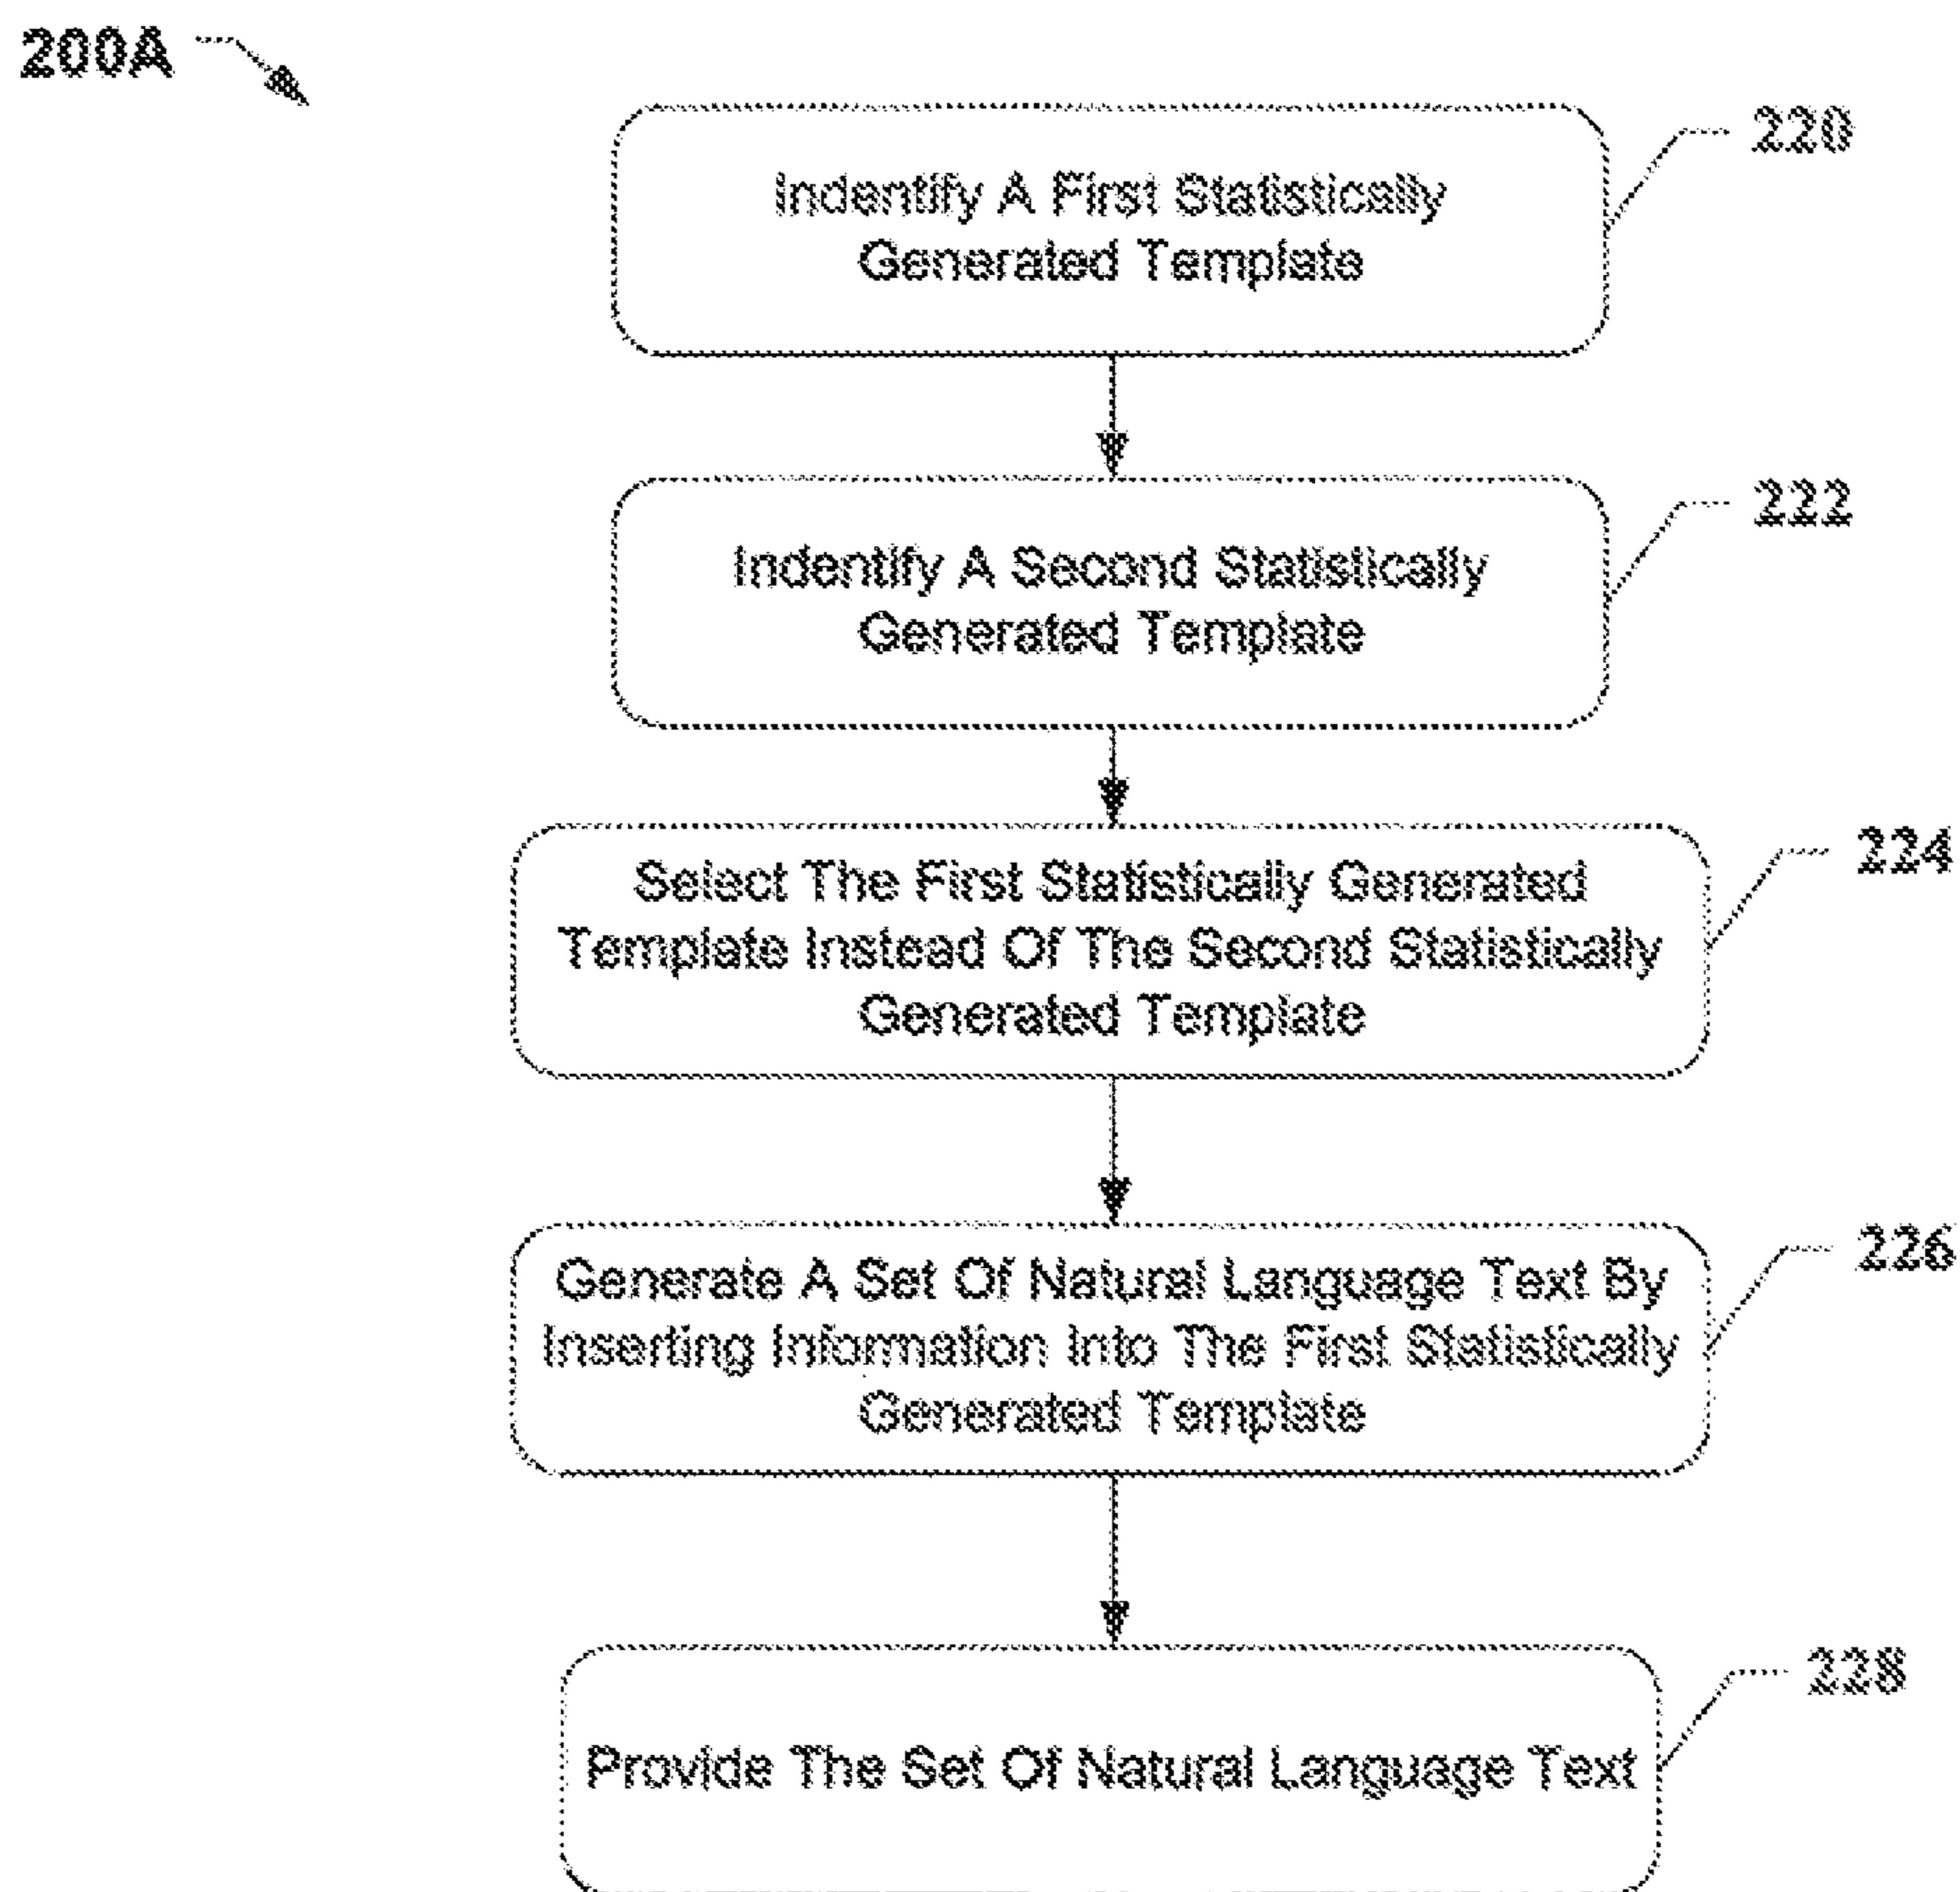 200A
220
Indentify A First Statistically
Generated Template
222
Indentify A Second Statistically
Generated Template
224
Select The First Statistically Generated
Template Instead Of The Second Statistically
Generated Template
226
Generate A Set Of Natural Language Text By
Inserting Information Into The First Statistically
Generated Template
228
Provide The Set Of Natural Language Text